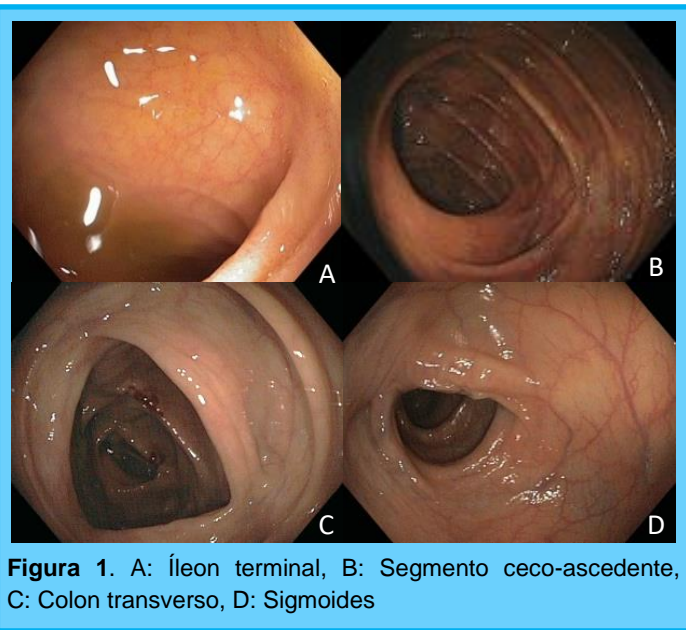 A
B
C
D
Figura 1. A: Íleon terminal, B: Segmento ceco-ascedente,
C: Colon transverso, D: Sigmoides